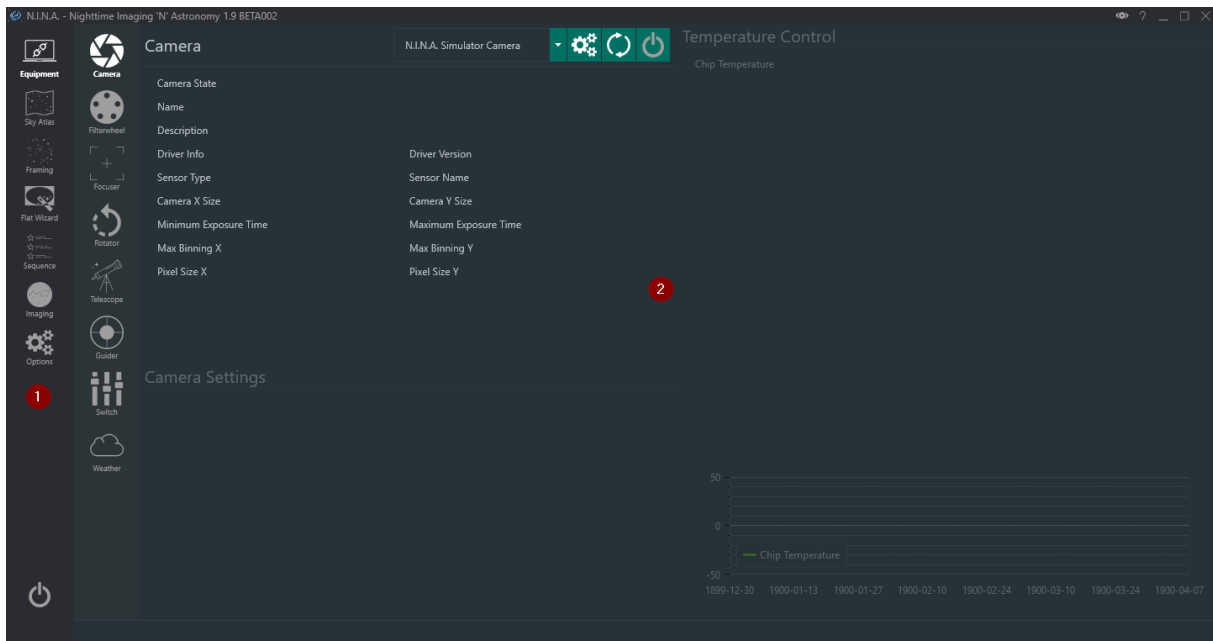 N.I.N.A. - Nighttime Imaging 'N' Astronomy 1.9 BETA002
?
Equipment
Sky Atlas
Framing
Flat Wizard
Sequence
Imaging
Options
1
Camera
Filterwheel
Focuser
Rotator
Telescope
Guider
Switch
Weather
Camera
N.I.N.A. Simulator Camera
Camera State
Name
Description
Driver Info Driver Version
Sensor Type Sensor Name
Camera X Size Camera Y Size
Minimum Exposure Time Maximum Exposure Time
Max Binning X Max Binning Y
Pixel Size X Pixel Size Y
2
Camera Settings
Temperature Control
Chip Temperature
50
0
Chip Temperature
-50
1899-12-30 1900-01-13 1900-01-27 1900-02-10 1900-02-24 1900-03-10 1900-03-24 1900-04-07